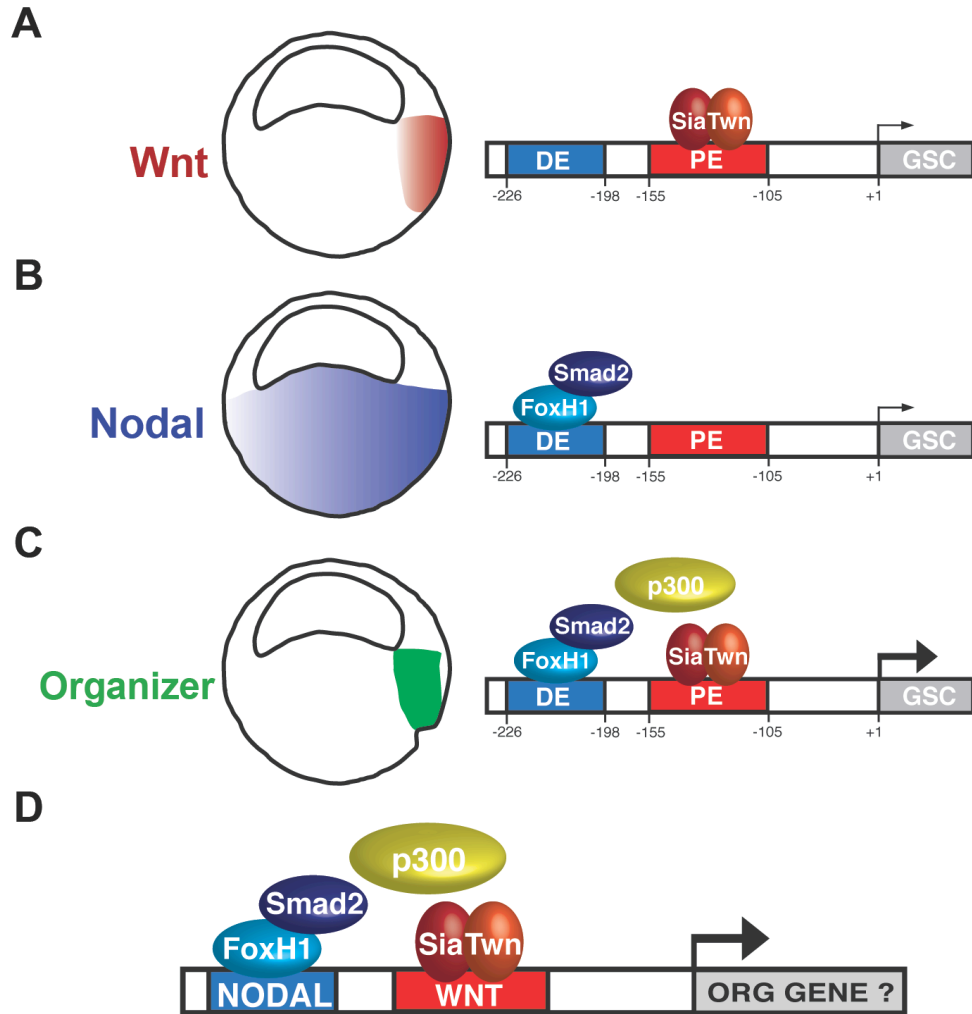 A
Wnt
SiaTwn
DE PE GSC
-226 -198 -155 -105 +1
B
Nodal
Smad2
FoxH1
DE PE GSC
-226 -198 -155 -105 +1
C
Organizer
p300
Smad2
FoxH1 SiaTwn
DE PE GSC
-226 -198 -155 -105 +1
D
p300
Smad2
FoxH1 SiaTwn
NODAL WNT ORG GENE ?